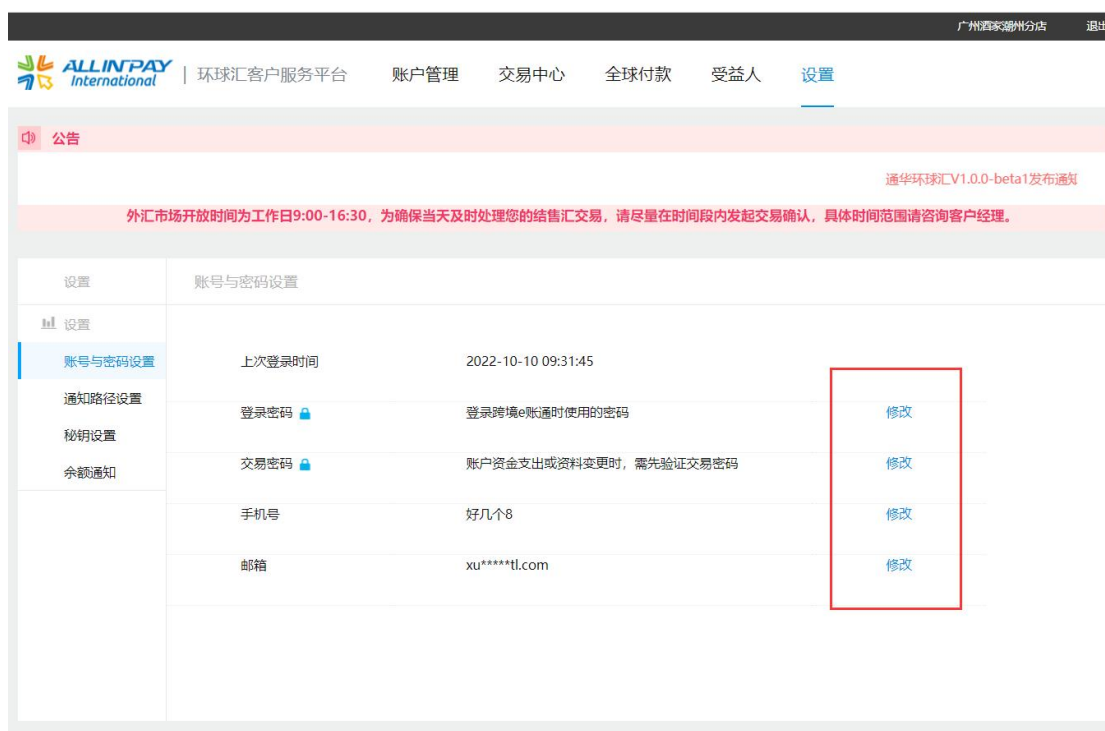 广州酒家潮州分店 退出
ALLINPAY International | 环球汇客户服务平台 账户管理 交易中心 全球付款 受益人 设置
公告
通华环球汇V1.0.0-beta1发布通知
外汇市场开放时间为工作日9:00-16:30，为确保当天及时处理您的结售汇交易，请尽量在时间段内发起交易确认，具体时间范围请咨询客户经理。
设置 账号与密码设置
设置
账号与密码设置 上次登录时间 2022-10-10 09:31:45
通知路径设置
登录密码 登录跨境e账通时使用的密码 修改
秘钥设置
交易密码 账户资金支出或资料变更时，需先验证交易密码 修改
余额通知
手机号 好几个8 修改
邮箱 xu*****tl.com 修改